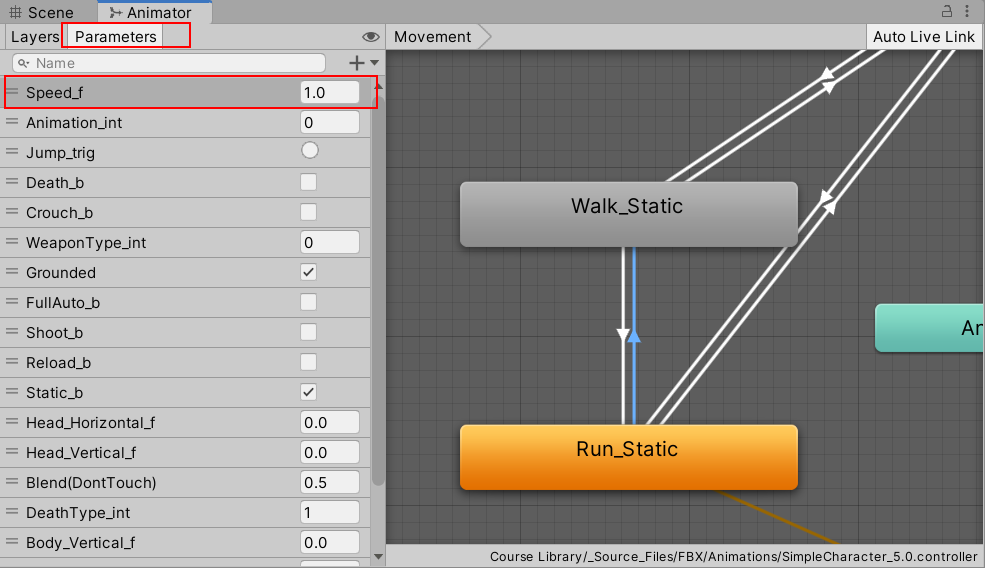 Scene
Animator
Layers
Parameters
Movement
Auto Live Link
Name
Speed_f
1.0
Animation_int
0
Jump_trig
Death_b
Crouch_b
WeaponType_int
0
Grounded
FullAuto_b
Shoot_b
Reload_b
Static_b
Head_Horizontal_f
0.0
Head_Vertical_f
0.0
Blend(DontTouch)
0.5
DeathType_int
1
Body_Vertical_f
0.0
Walk_Static
An
Run_Static
Course Library/_Source_Files/FBX/Animations/SimpleCharacter_5.0.controller